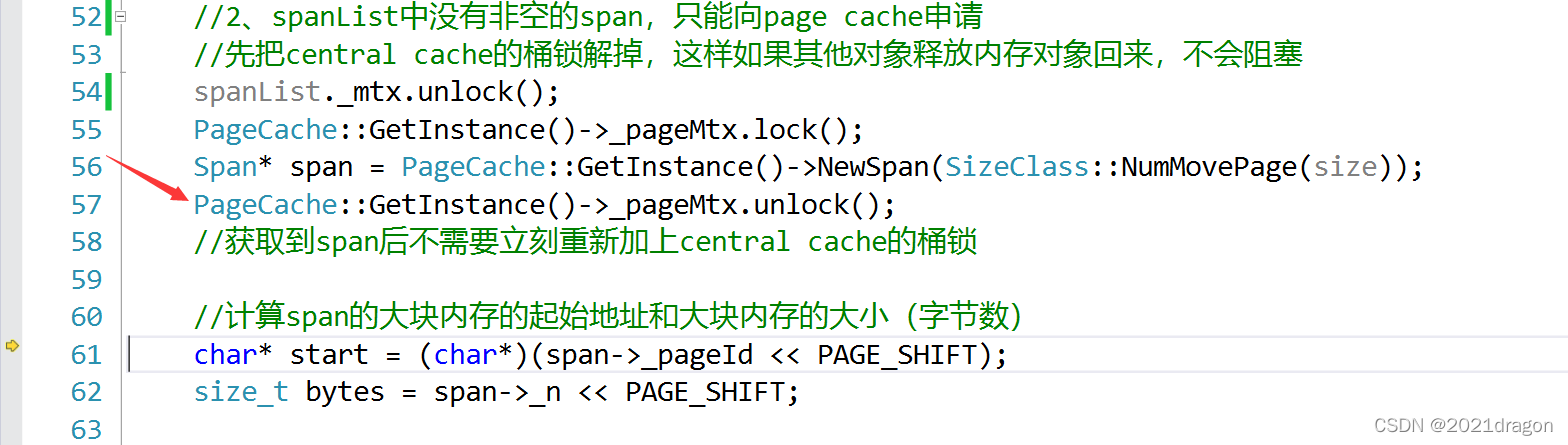 52 //2、spanList中没有非空的span，只能向page cache申请
53 //先把central cache的桶锁解掉，这样如果其他对象释放内存对象回来，不会阻塞
54 spanList._mtx.unlock();
55 PageCache::GetInstance()->_pageMtx.lock();
56 Span* span = PageCache::GetInstance()->NewSpan(SizeClass::NumMovePage(size));
57 PageCache::GetInstance()->_pageMtx.unlock();
58 //获取到span后不需要立刻重新加上central cache的桶锁
59
60 //计算span的大块内存的起始地址和大块内存的大小（字节数）
61 char* start = (char*)(span->_pageId << PAGE_SHIFT);
62 size_t bytes = span->_n << PAGE_SHIFT;
63
CSDN @2021dragon